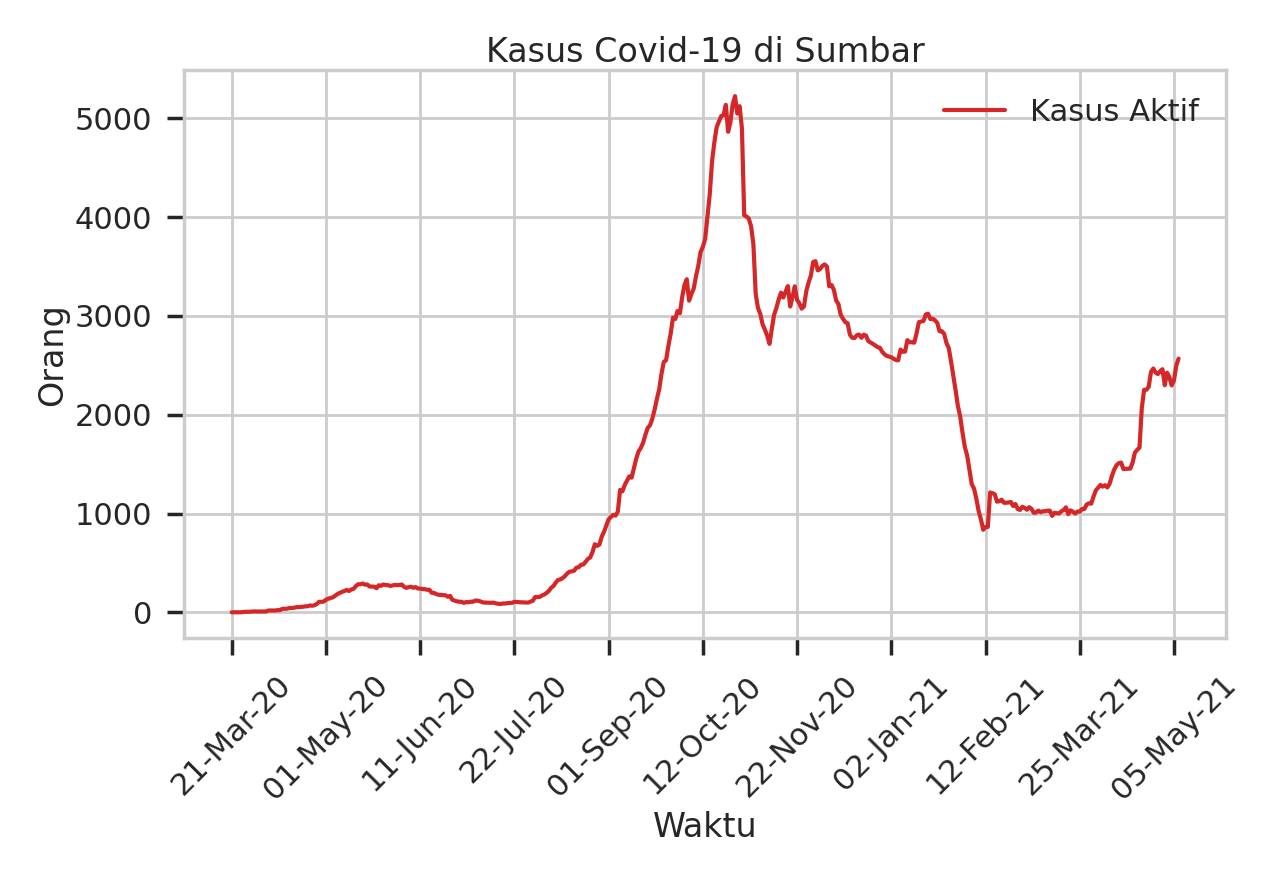 Kasus Covid-19 di Sumbar
Kasus Aktif
Orang
5000
4000
3000
2000
1000
0
21-Mar-20
01-May-20
11-Jun-20
22-Jul-20
01-Sep-20
12-Oct-20
22-Nov-20
02-Jan-21
12-Feb-21
25-Mar-21
05-May-21
Waktu